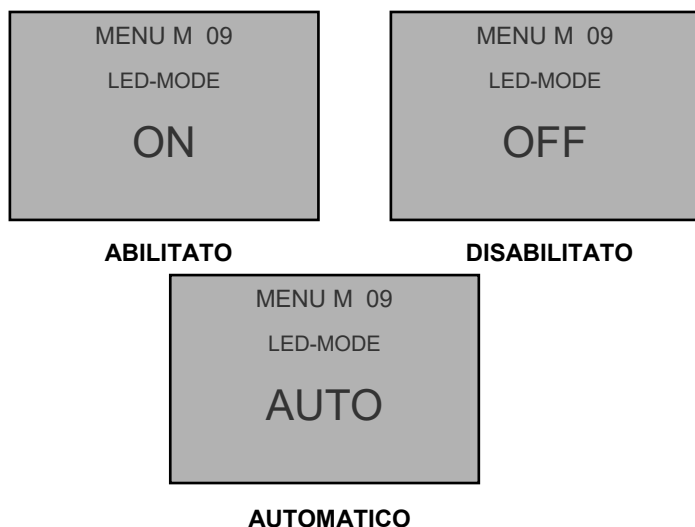 MENU M 09
LED-MODE
ON
ABILITATO
MENU M 09
LED-MODE
OFF
DISABILITATO
MENU M 09
LED-MODE
AUTO
AUTOMATICO